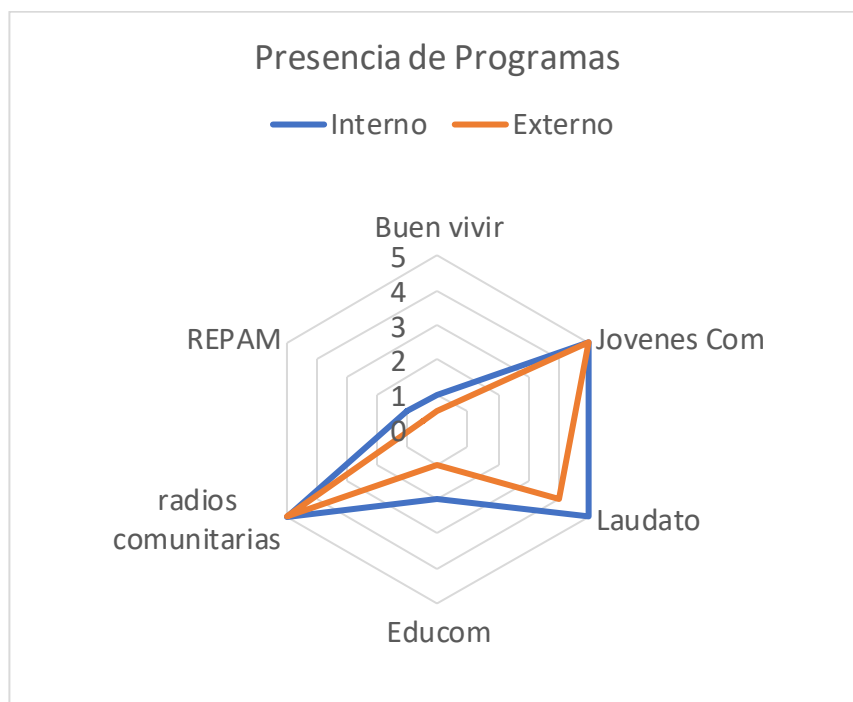 Presencia de Programas
Interno Externo
Buen vivir
5
4
3
2
1
0
REPAM
Jovenes Com
radios
comunitarias
Laudato
Educom